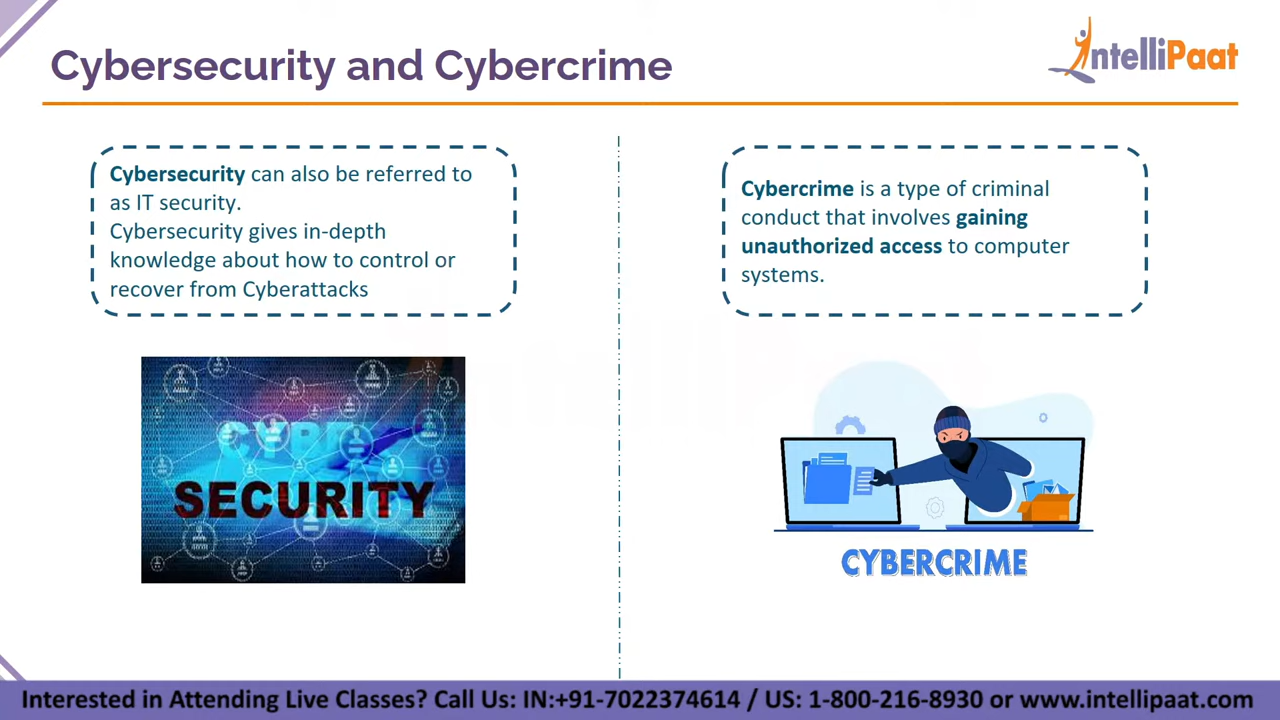 Cybersecurity and Cybercrime
IntelliPaat
Cybersecurity can also be referred to
as IT security.
Cybersecurity gives in-depth
knowledge about how to control or
recover from Cyberattacks
Cybercrime is a type of criminal
conduct that involves gaining
unauthorized access to computer
systems.
SECURITY
CYBERCRIME
Interested in Attending Live Classes? Call Us: IN:+91-7022374614 / US: 1-800-216-8930 or www.intellipaat.com